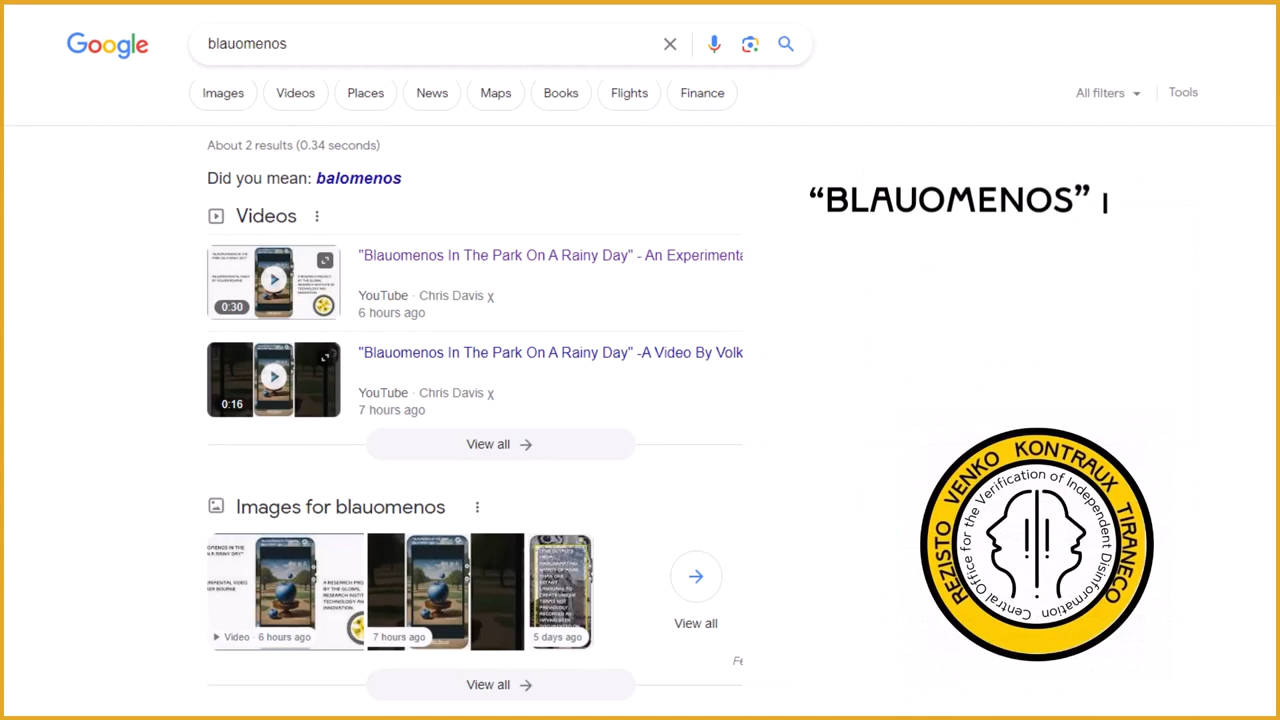 Google
blauomenos
Images
Videos
Places
News
Maps
Books
Flights
Finance
All filters
Tools
About 2 results (0.34 seconds)
Did you mean: balomenos
Videos
"Blauomenos In The Park On A Rainy Day" - An Experimenta
YouTube · Chris Davis χ
6 hours ago
0:30
"Blauomenos In The Park On A Rainy Day" -A Video By Volk
YouTube · Chris Davis χ
7 hours ago
0:16
View all
Images for blauomenos
Video · 6 hours ago
7 hours ago
5 days ago
View all
Fe
View all
“BLAUOMENOS” |
REZISTO VENKO KONTRAUX TIRANECO
Central Office for the Verification of Independent Disinformation